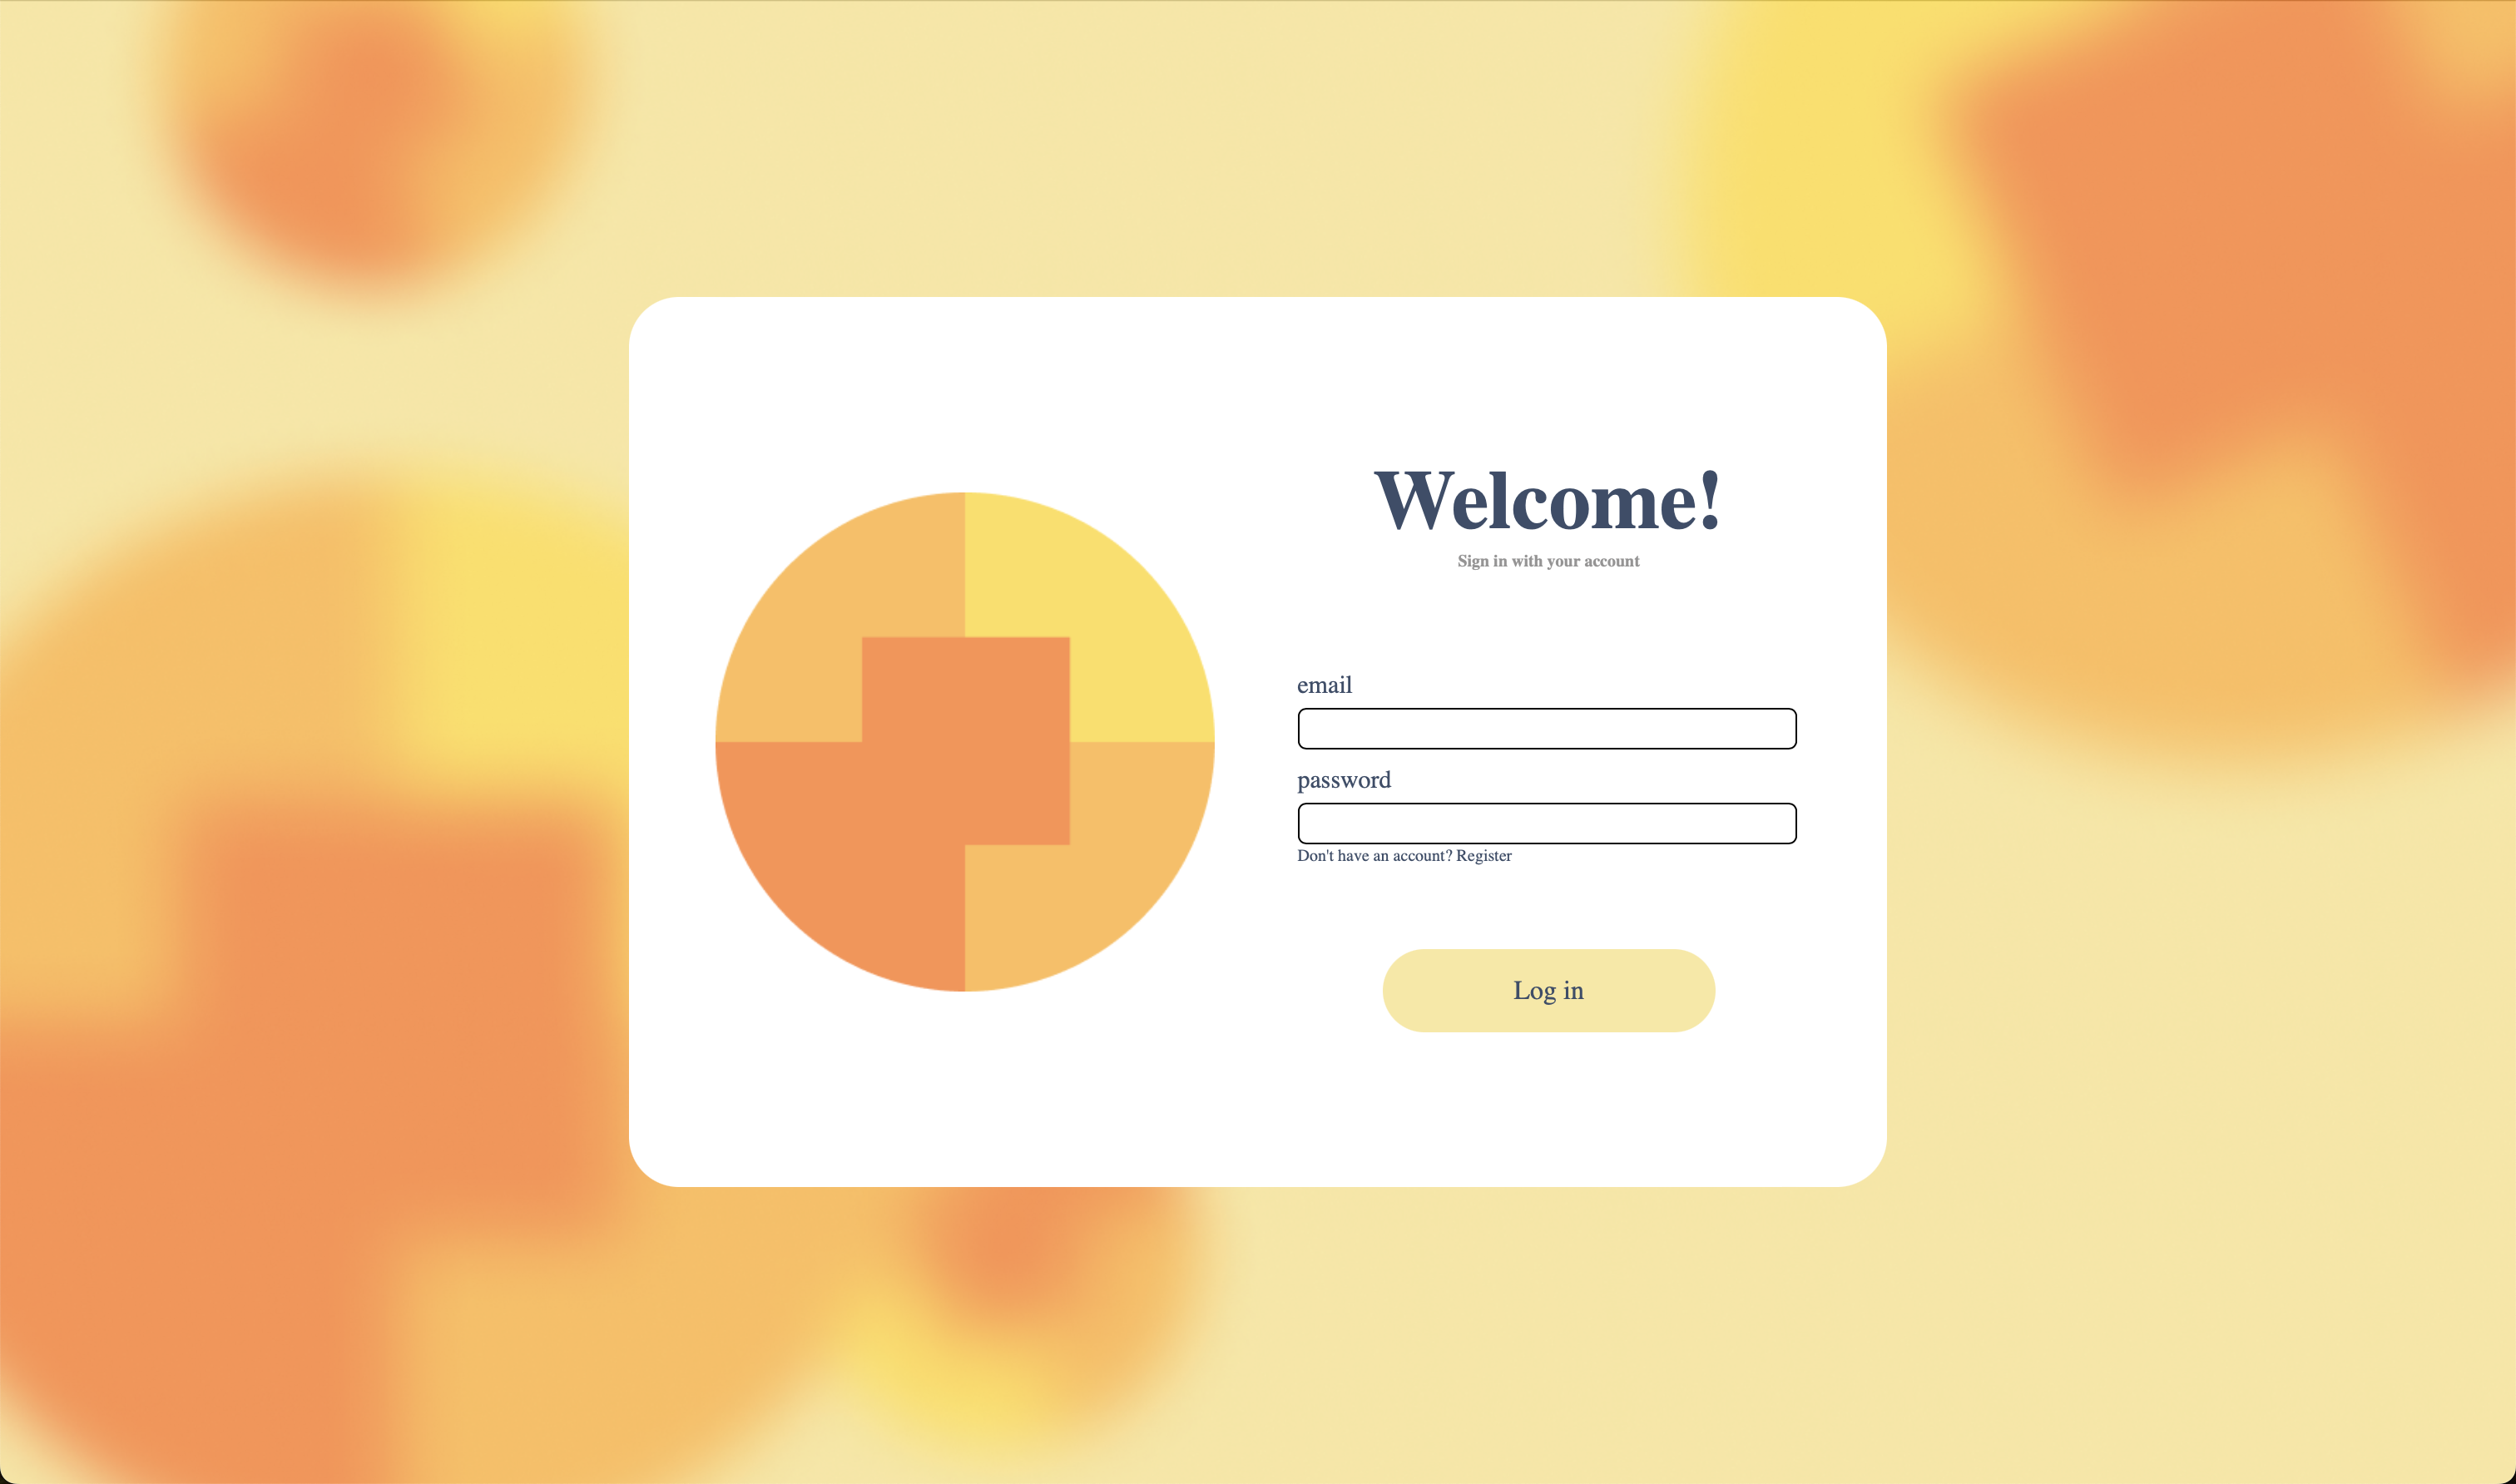 Welcome!
Sign in with your account
email
password
Don't have an account? Register
Log in